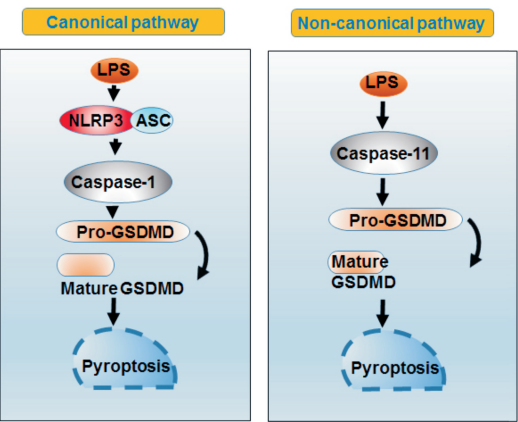 Canonical pathway
LPS
NLRP3 ASC
Caspase-1
Pro-GSDMD
Mature GSDMD
Pyroptosis
Non-canonical pathway
LPS
Caspase-11
Pro-GSDMD
Mature
GSDMD
Pyroptosis